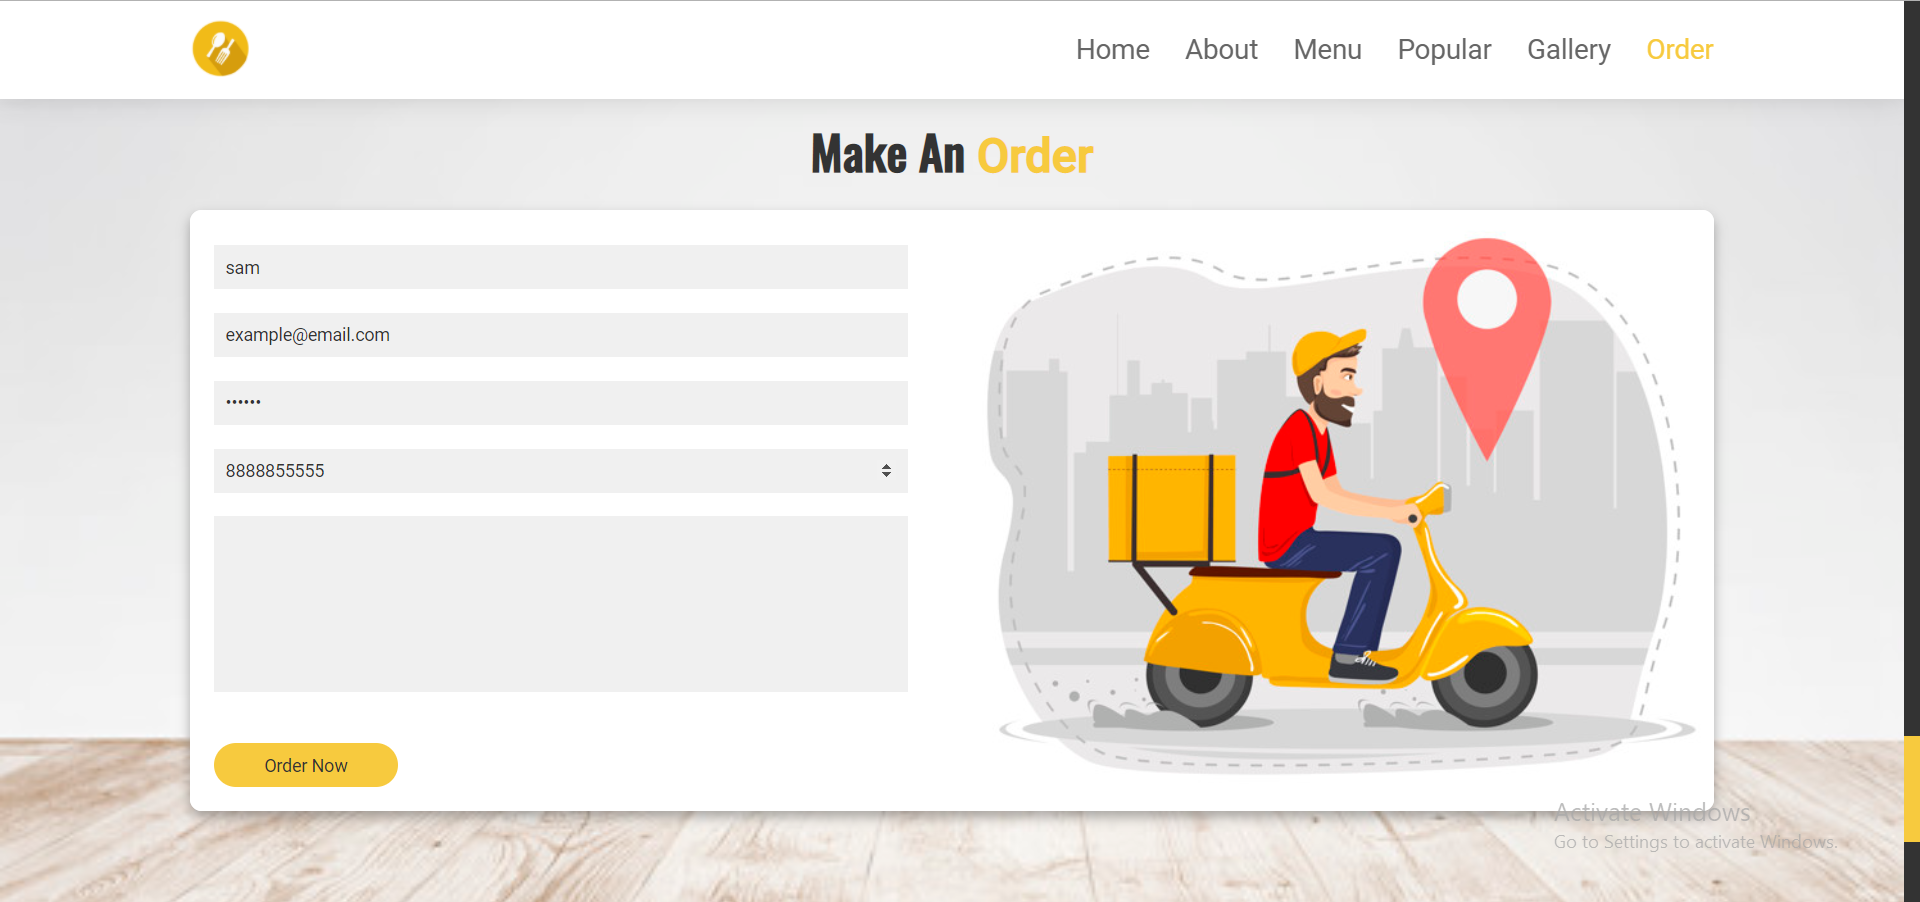 Home About Menu Popular Gallery Order
Make An Order
sam
example@email.com
••••••
8888855555
Order Now
Activate Windows
Go to Settings to activate Windows.